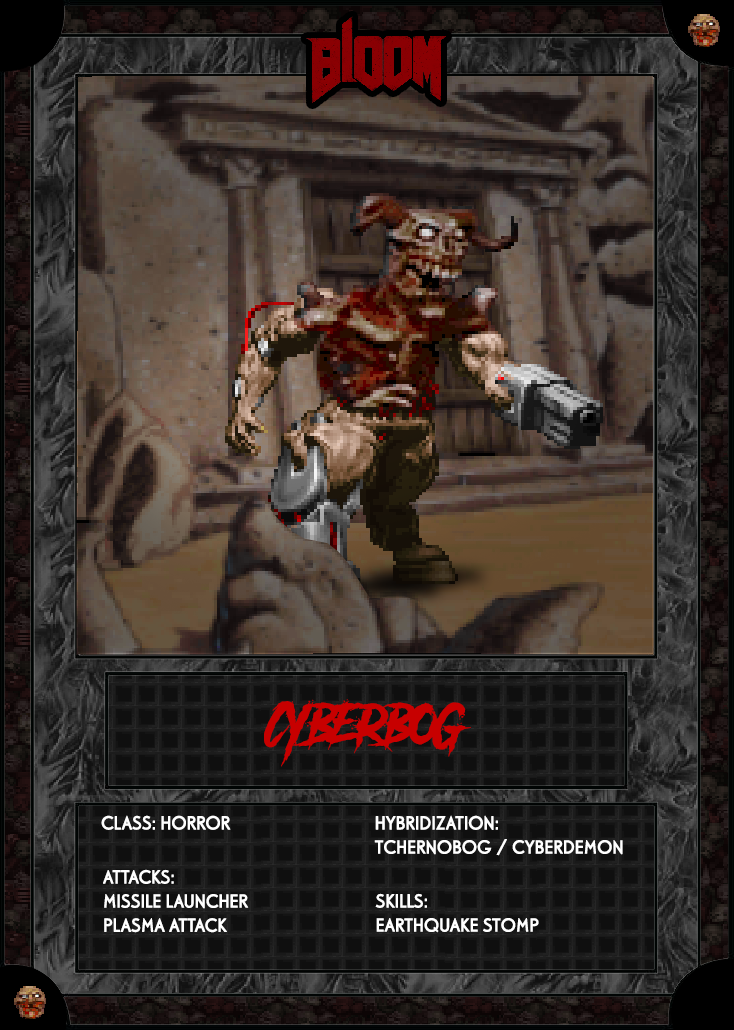 BLOOM
CYBERBOG
CLASS: HORROR
HYBRIDIZATION:
TCHERNOBOG / CYBERDEMON
ATTACKS:
MISSILE LAUNCHER
PLASMA ATTACK
SKILLS:
EARTHQUAKE STOMP